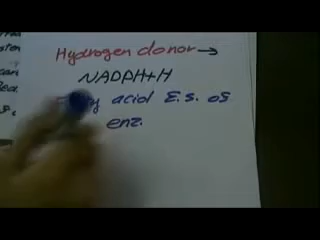 Hydrogen donor →
NADPH+H
acid E.S. of
enz.